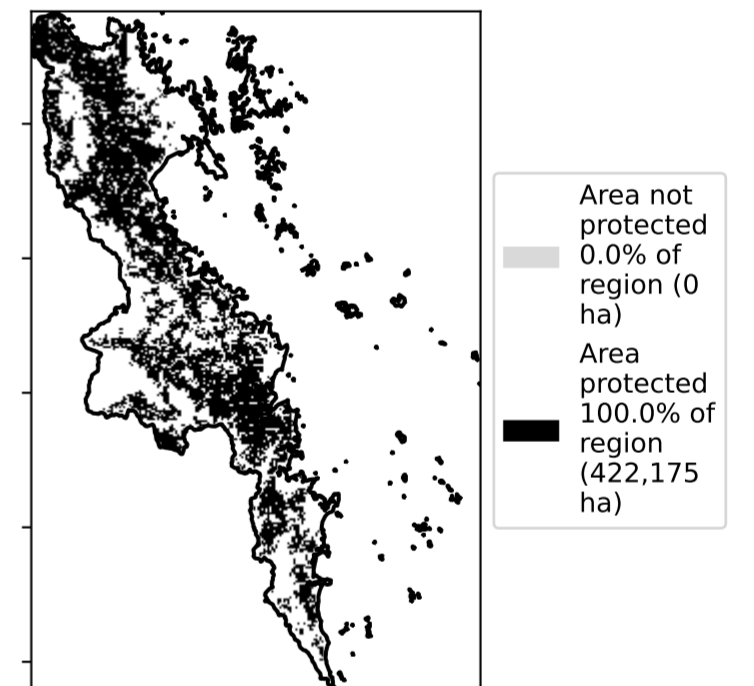 Area not
protected
0.0% of
region (0
ha)
Area
protected
100.0% of
region
(422,175
ha)